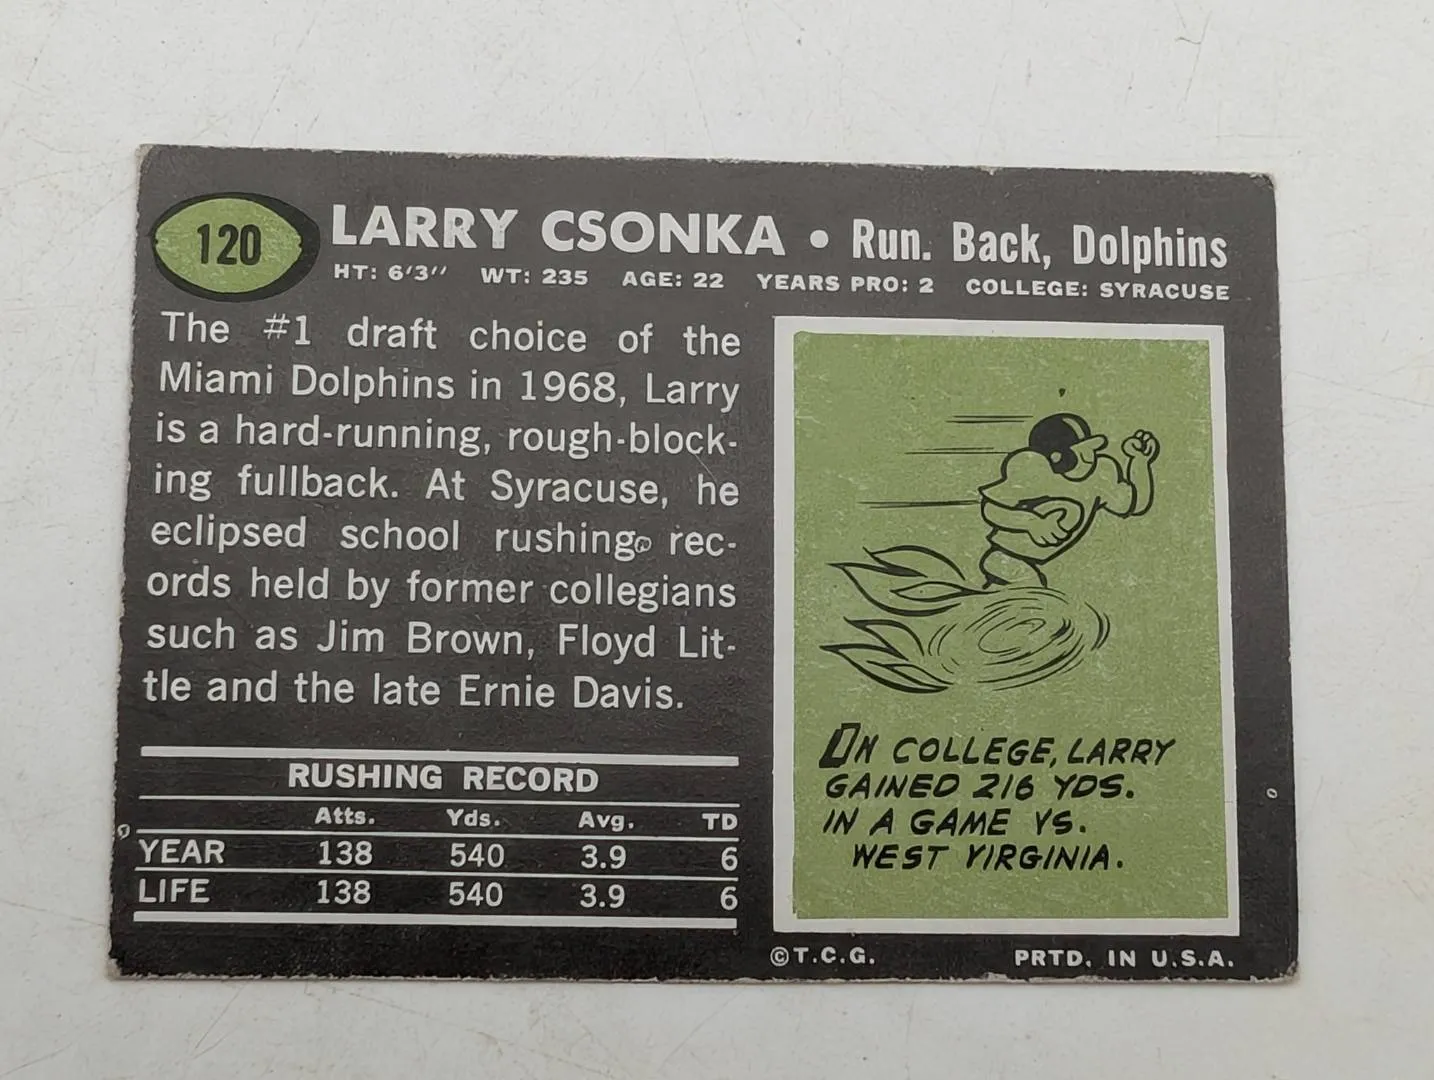 120
LARRY CSONKA • Run. Back, Dolphins
HT: 6'3" WT: 235 AGE: 22 YEARS PRO: 2 COLLEGE: SYRACUSE
The #1 draft choice of the
Miami Dolphins in 1968, Larry
is a hard-running, rough-block-
ing fullback. At Syracuse, he
eclipsed school rushing rec-
ords held by former collegians
such as Jim Brown, Floyd Lit-
tle and the late Ernie Davis.
RUSHING RECORD
Atts. Yds. Avg. TD
YEAR 138 540 3.9 6
LIFE 138 540 3.9 6
IN COLLEGE, LARRY
GAINED 216 YDS.
IN A GAME VS.
WEST VIRGINIA.
©T.C.G. PRTD. IN U.S.A.